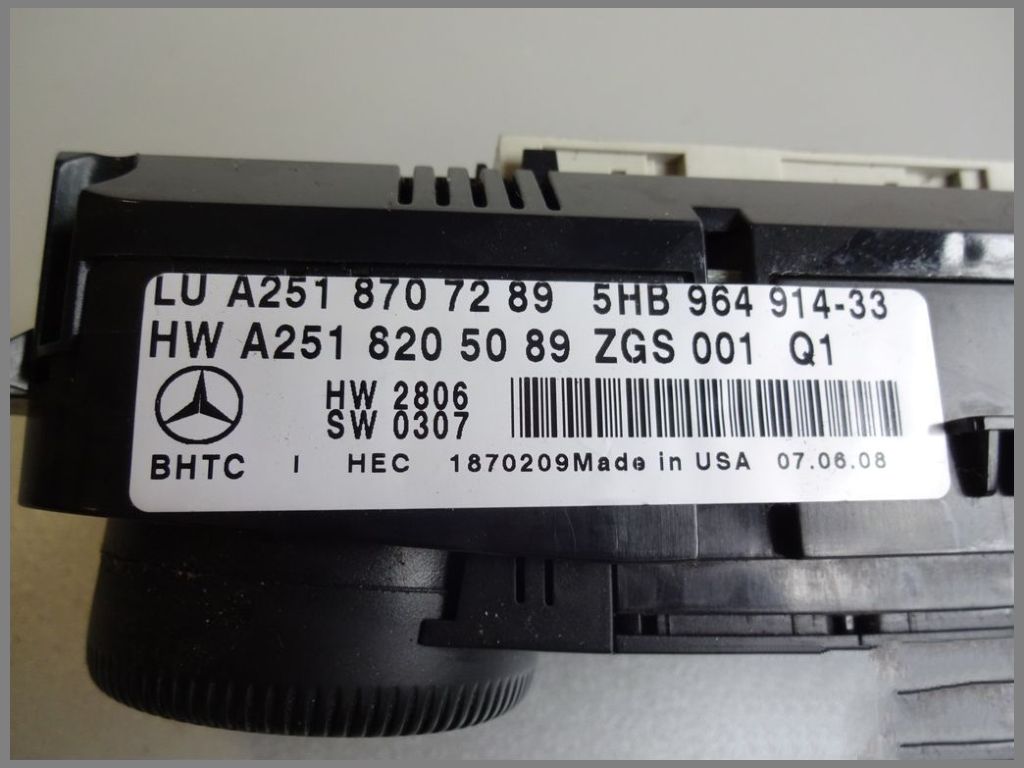 LU A251 870 72 89 5HB 964 914-33
HW A251 820 50 89 ZGS 001 Q1
HW 2806
SW 0307
BHTC I HEC 1870209Made in USA 07.06.08